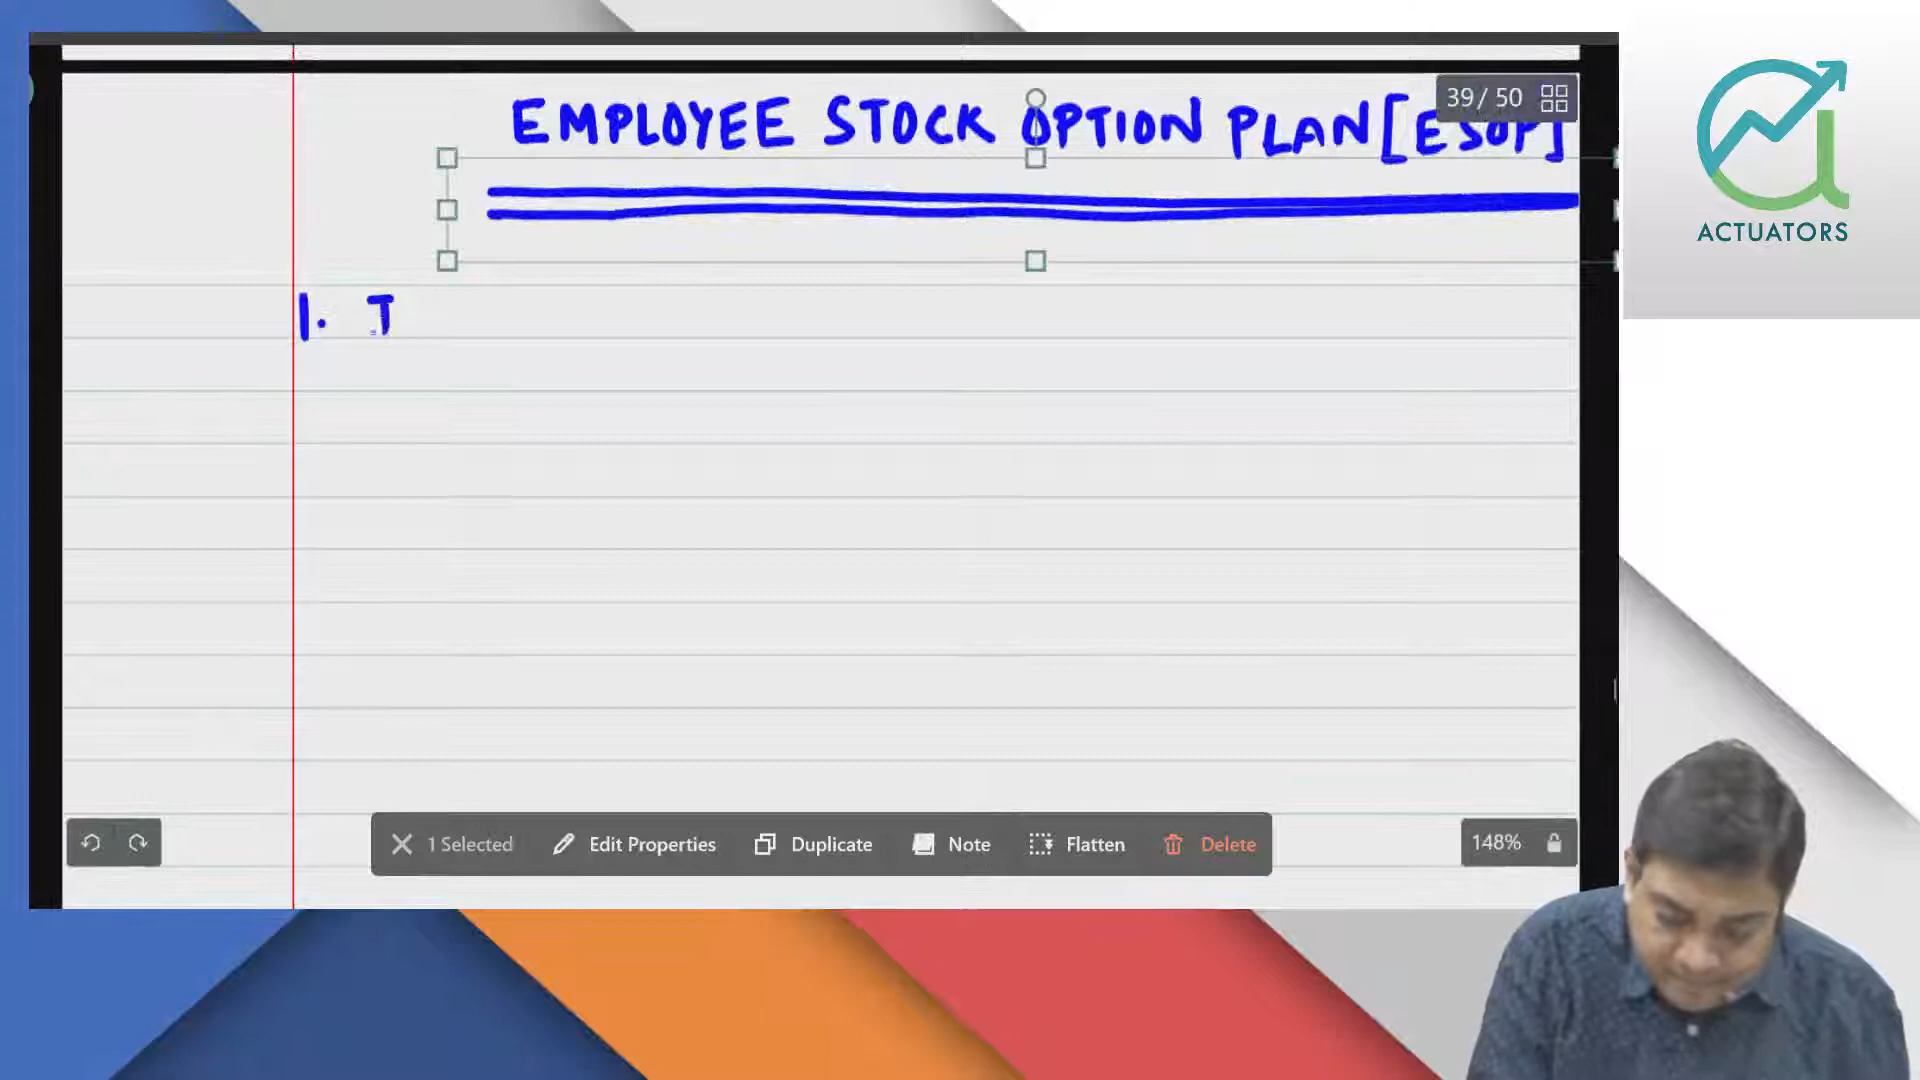 EMPLOYEE STOCK OPTION PLAN [ESOP]
39 / 50
ACTUATORS
1. I
1 Selected Edit Properties Duplicate Note Flatten Delete
148%